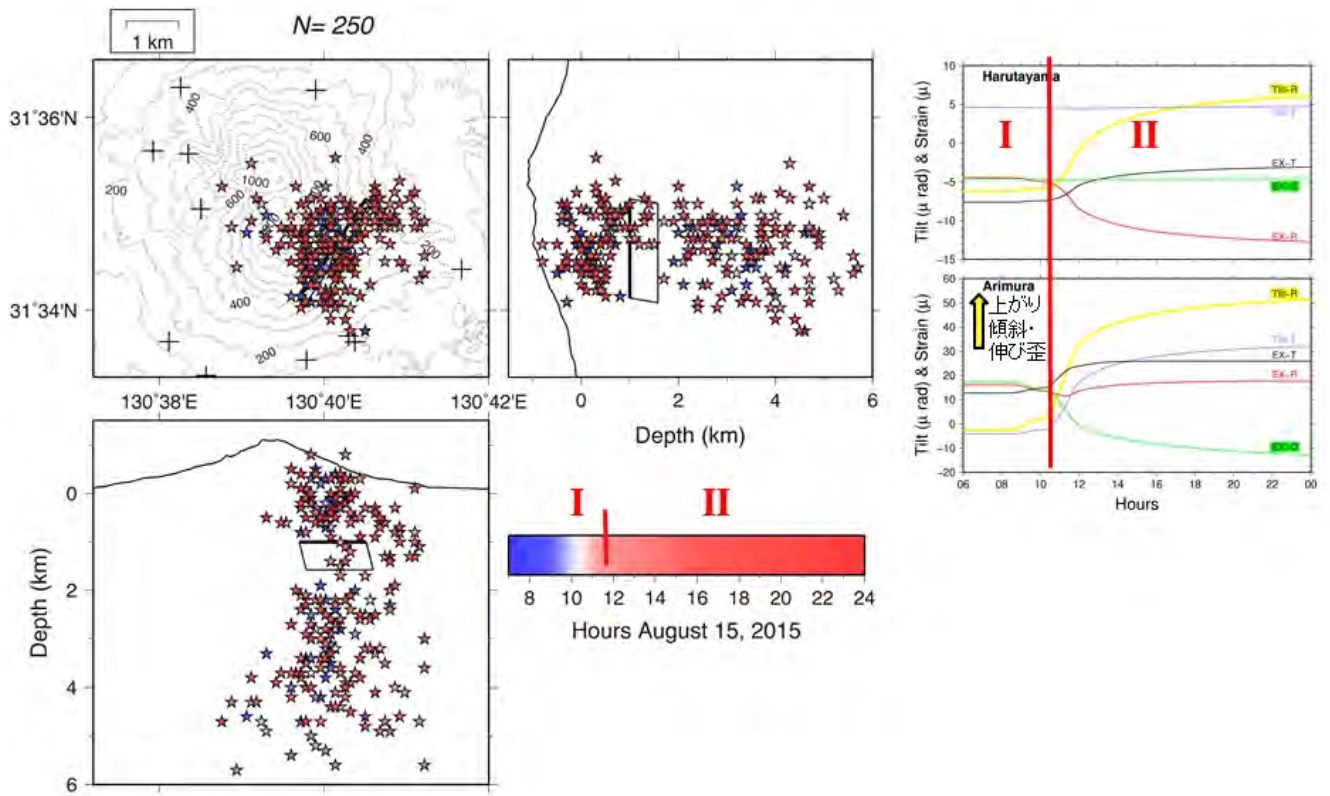 1 km
N= 250
31°36'N
31°34'N
400
600
400
200
1000
800
600
200
400
200
130°38'E
130°40'E
130°42'E
0 2 4 6
Depth (km)
0
2
4
6
Depth (km)
I II
8 10 12 14 16 18 20 22 24
Hours August 15, 2015
Harutayama
Tilt-R
I II
EX-T
EX-R
10
5
0
−5
−10
−15
Tilt (μ rad) & Strain (μ)
Arimura
上がり
傾斜・
伸び歪
Tilt-R
Tilt-T
EX-T
EX-R
60
50
40
30
20
10
0
−10
−20
Tilt (μ rad) & Strain (μ)
06 08 10 12 14 16 18 20 22 00
Hours